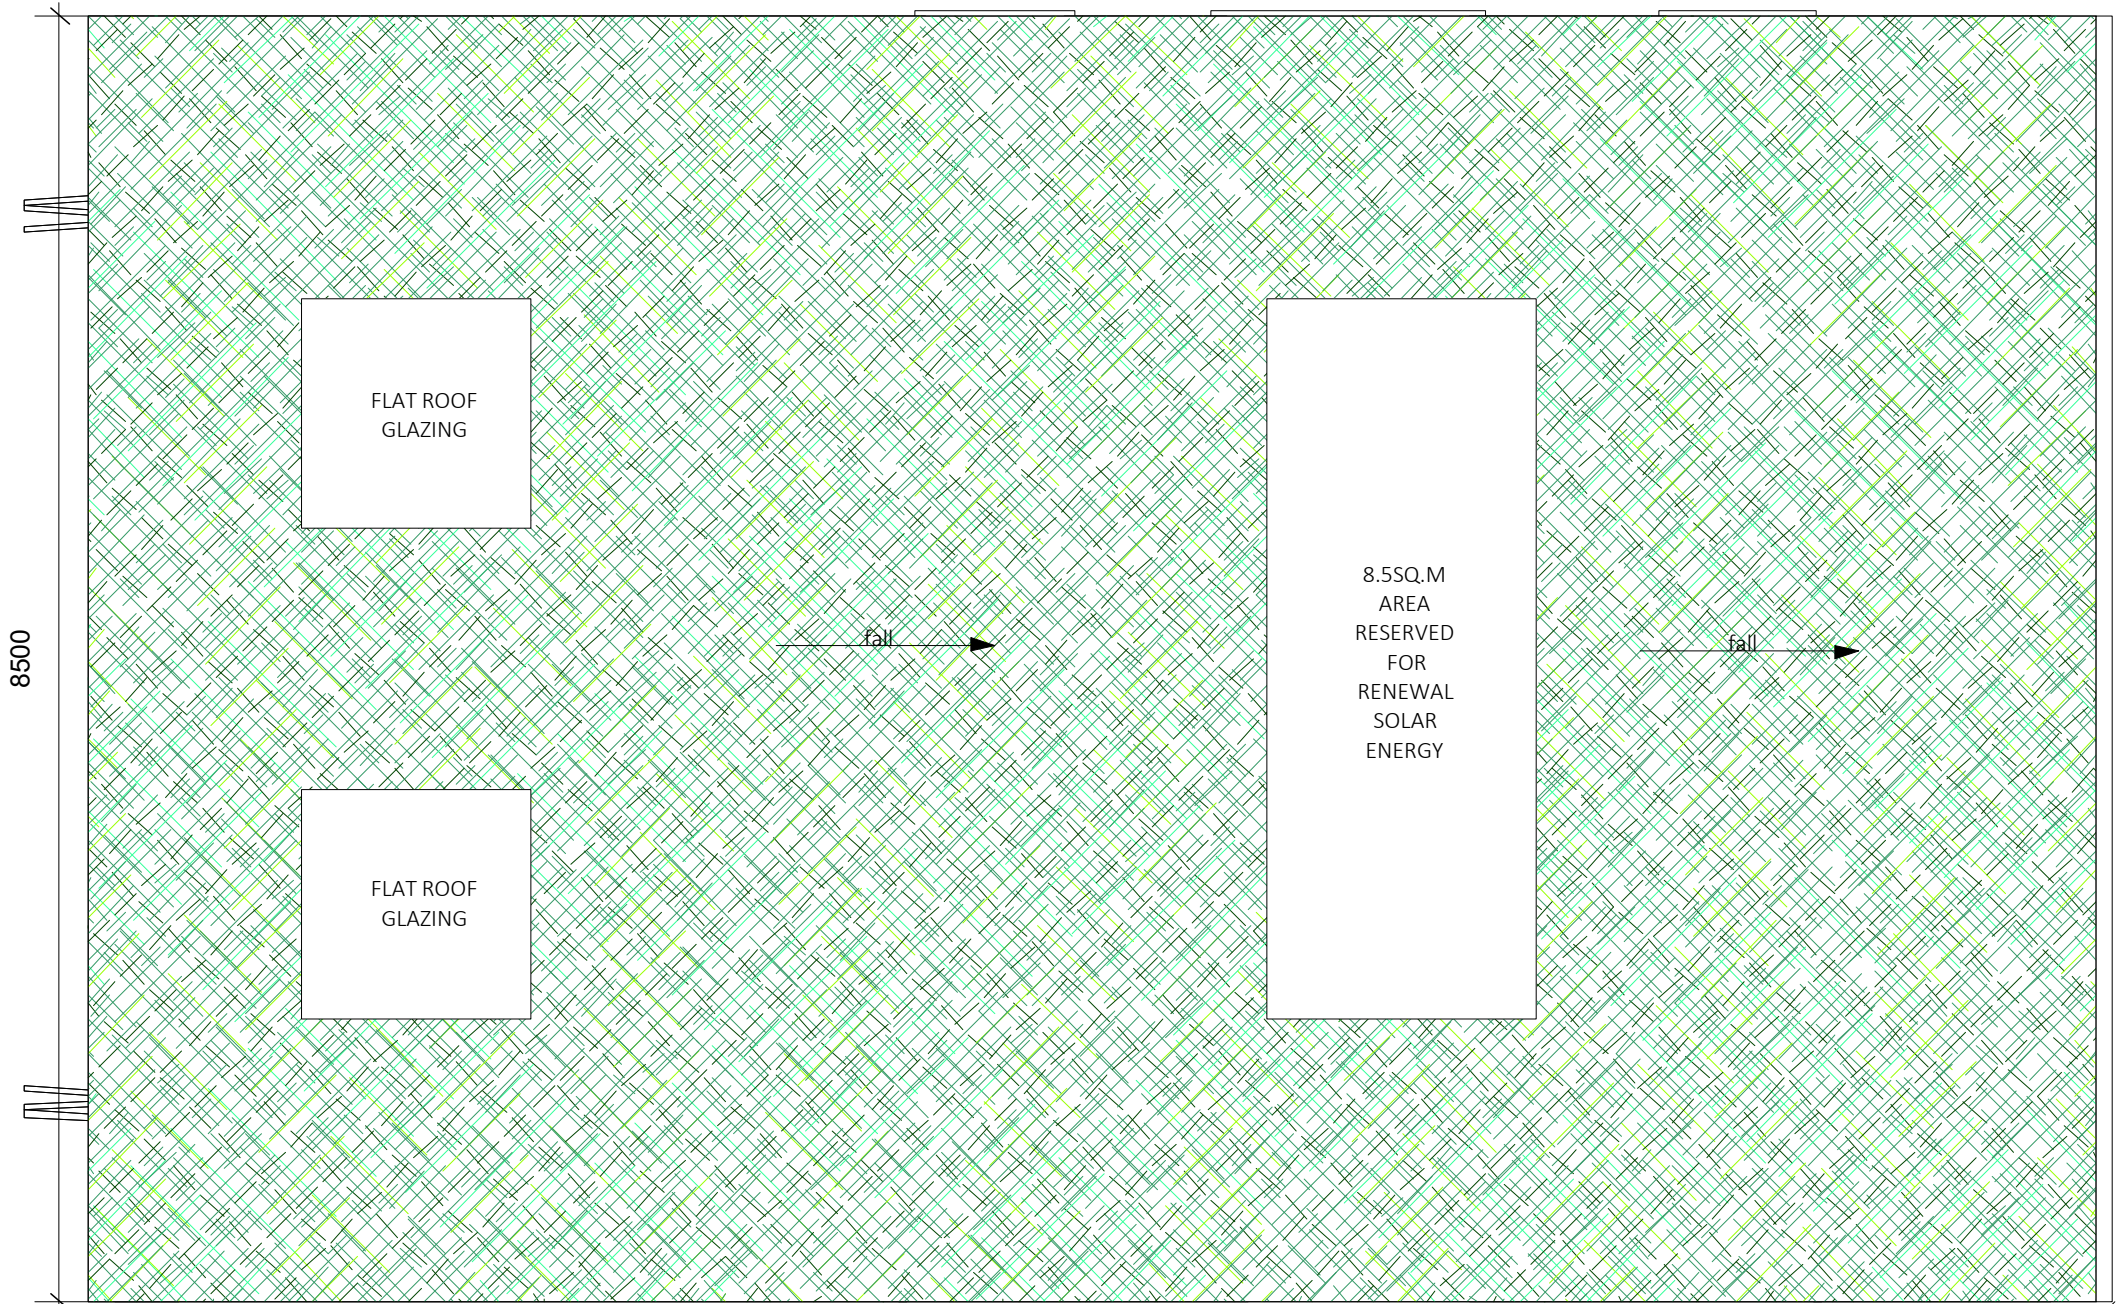 FLAT ROOF
GLAZING
8.5SQ.M
AREA
RESERVED
FOR
RENEWAL
SOLAR
ENERGY
fall
fall
8500
FLAT ROOF
GLAZING